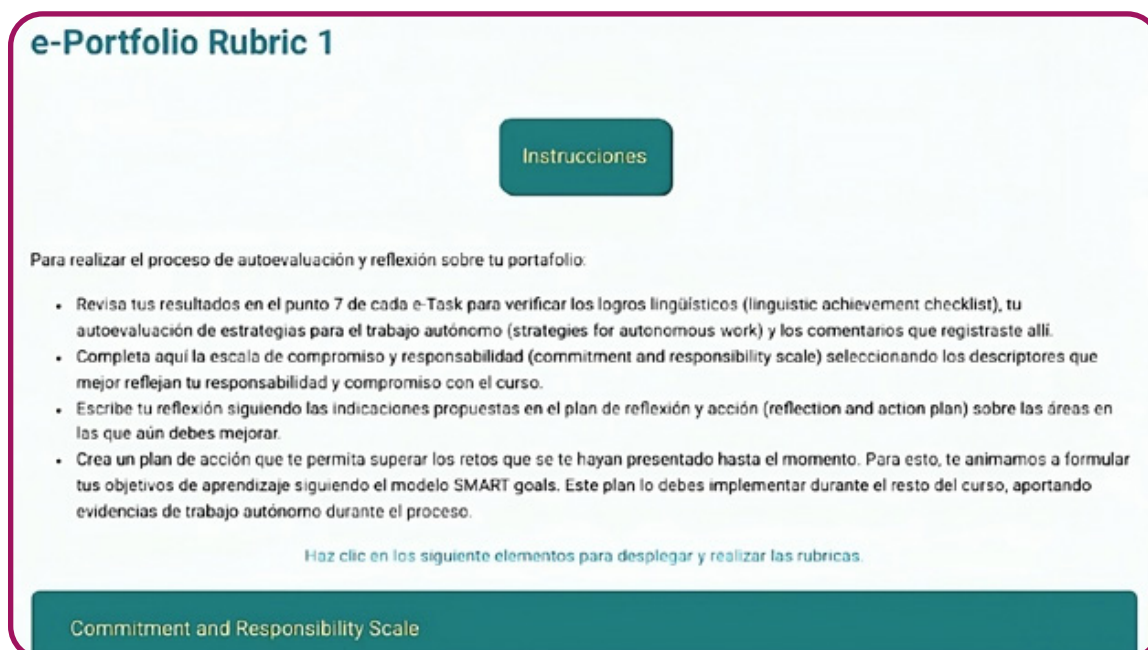 e-Portfolio Rubric 1
Instrucciones
Para realizar el proceso de autoevaluación y reflexión sobre tu portafolio:
• Revisa tus resultados en el punto 7 de cada e-Task para verificar los logros lingüísticos (linguistic achievement checklist), tu
autoevaluación de estrategias para el trabajo autónomo (strategies for autonomous work) y los comentarios que registraste allí.
• Completa aquí la escala de compromiso y responsabilidad (commitment and responsibility scale) seleccionando los descriptores que
mejor reflejan tu responsabilidad y compromiso con el curso.
• Escribe tu reflexión siguiendo las indicaciones propuestas en el plan de reflexión y acción (reflection and action plan) sobre las áreas en
las que aún debes mejorar.
• Crea un plan de acción que te permita superar los retos que se te hayan presentado hasta el momento. Para esto, te animamos a formular
tus objetivos de aprendizaje siguiendo el modelo SMART goals. Este plan lo debes implementar durante el resto del curso, aportando
evidencias de trabajo autónomo durante el proceso.
Haz clic en los siguiente elementos para desplegar y realizar las rubricas.
Commitment and Responsibility Scale